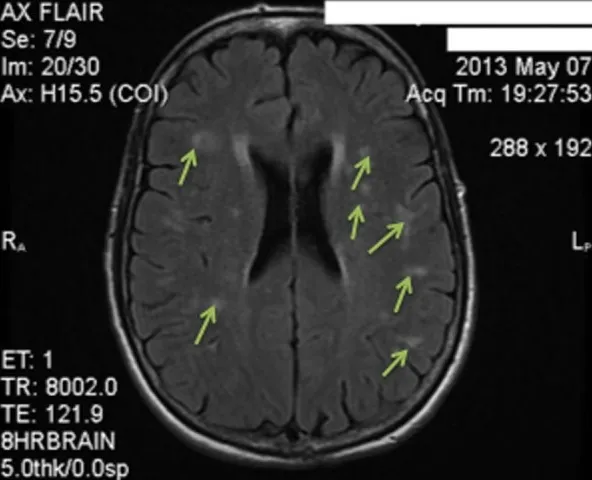 AX FLAIR
Se: 7/9
Im: 20/30
Ax: H15.5 (COI)
2013 May 07
Acq Tm: 19:27:53
288 x 192
RA
LP
ET: 1
TR: 8002.0
TE: 121.9
8HRBRAIN
5.0thk/0.0sp